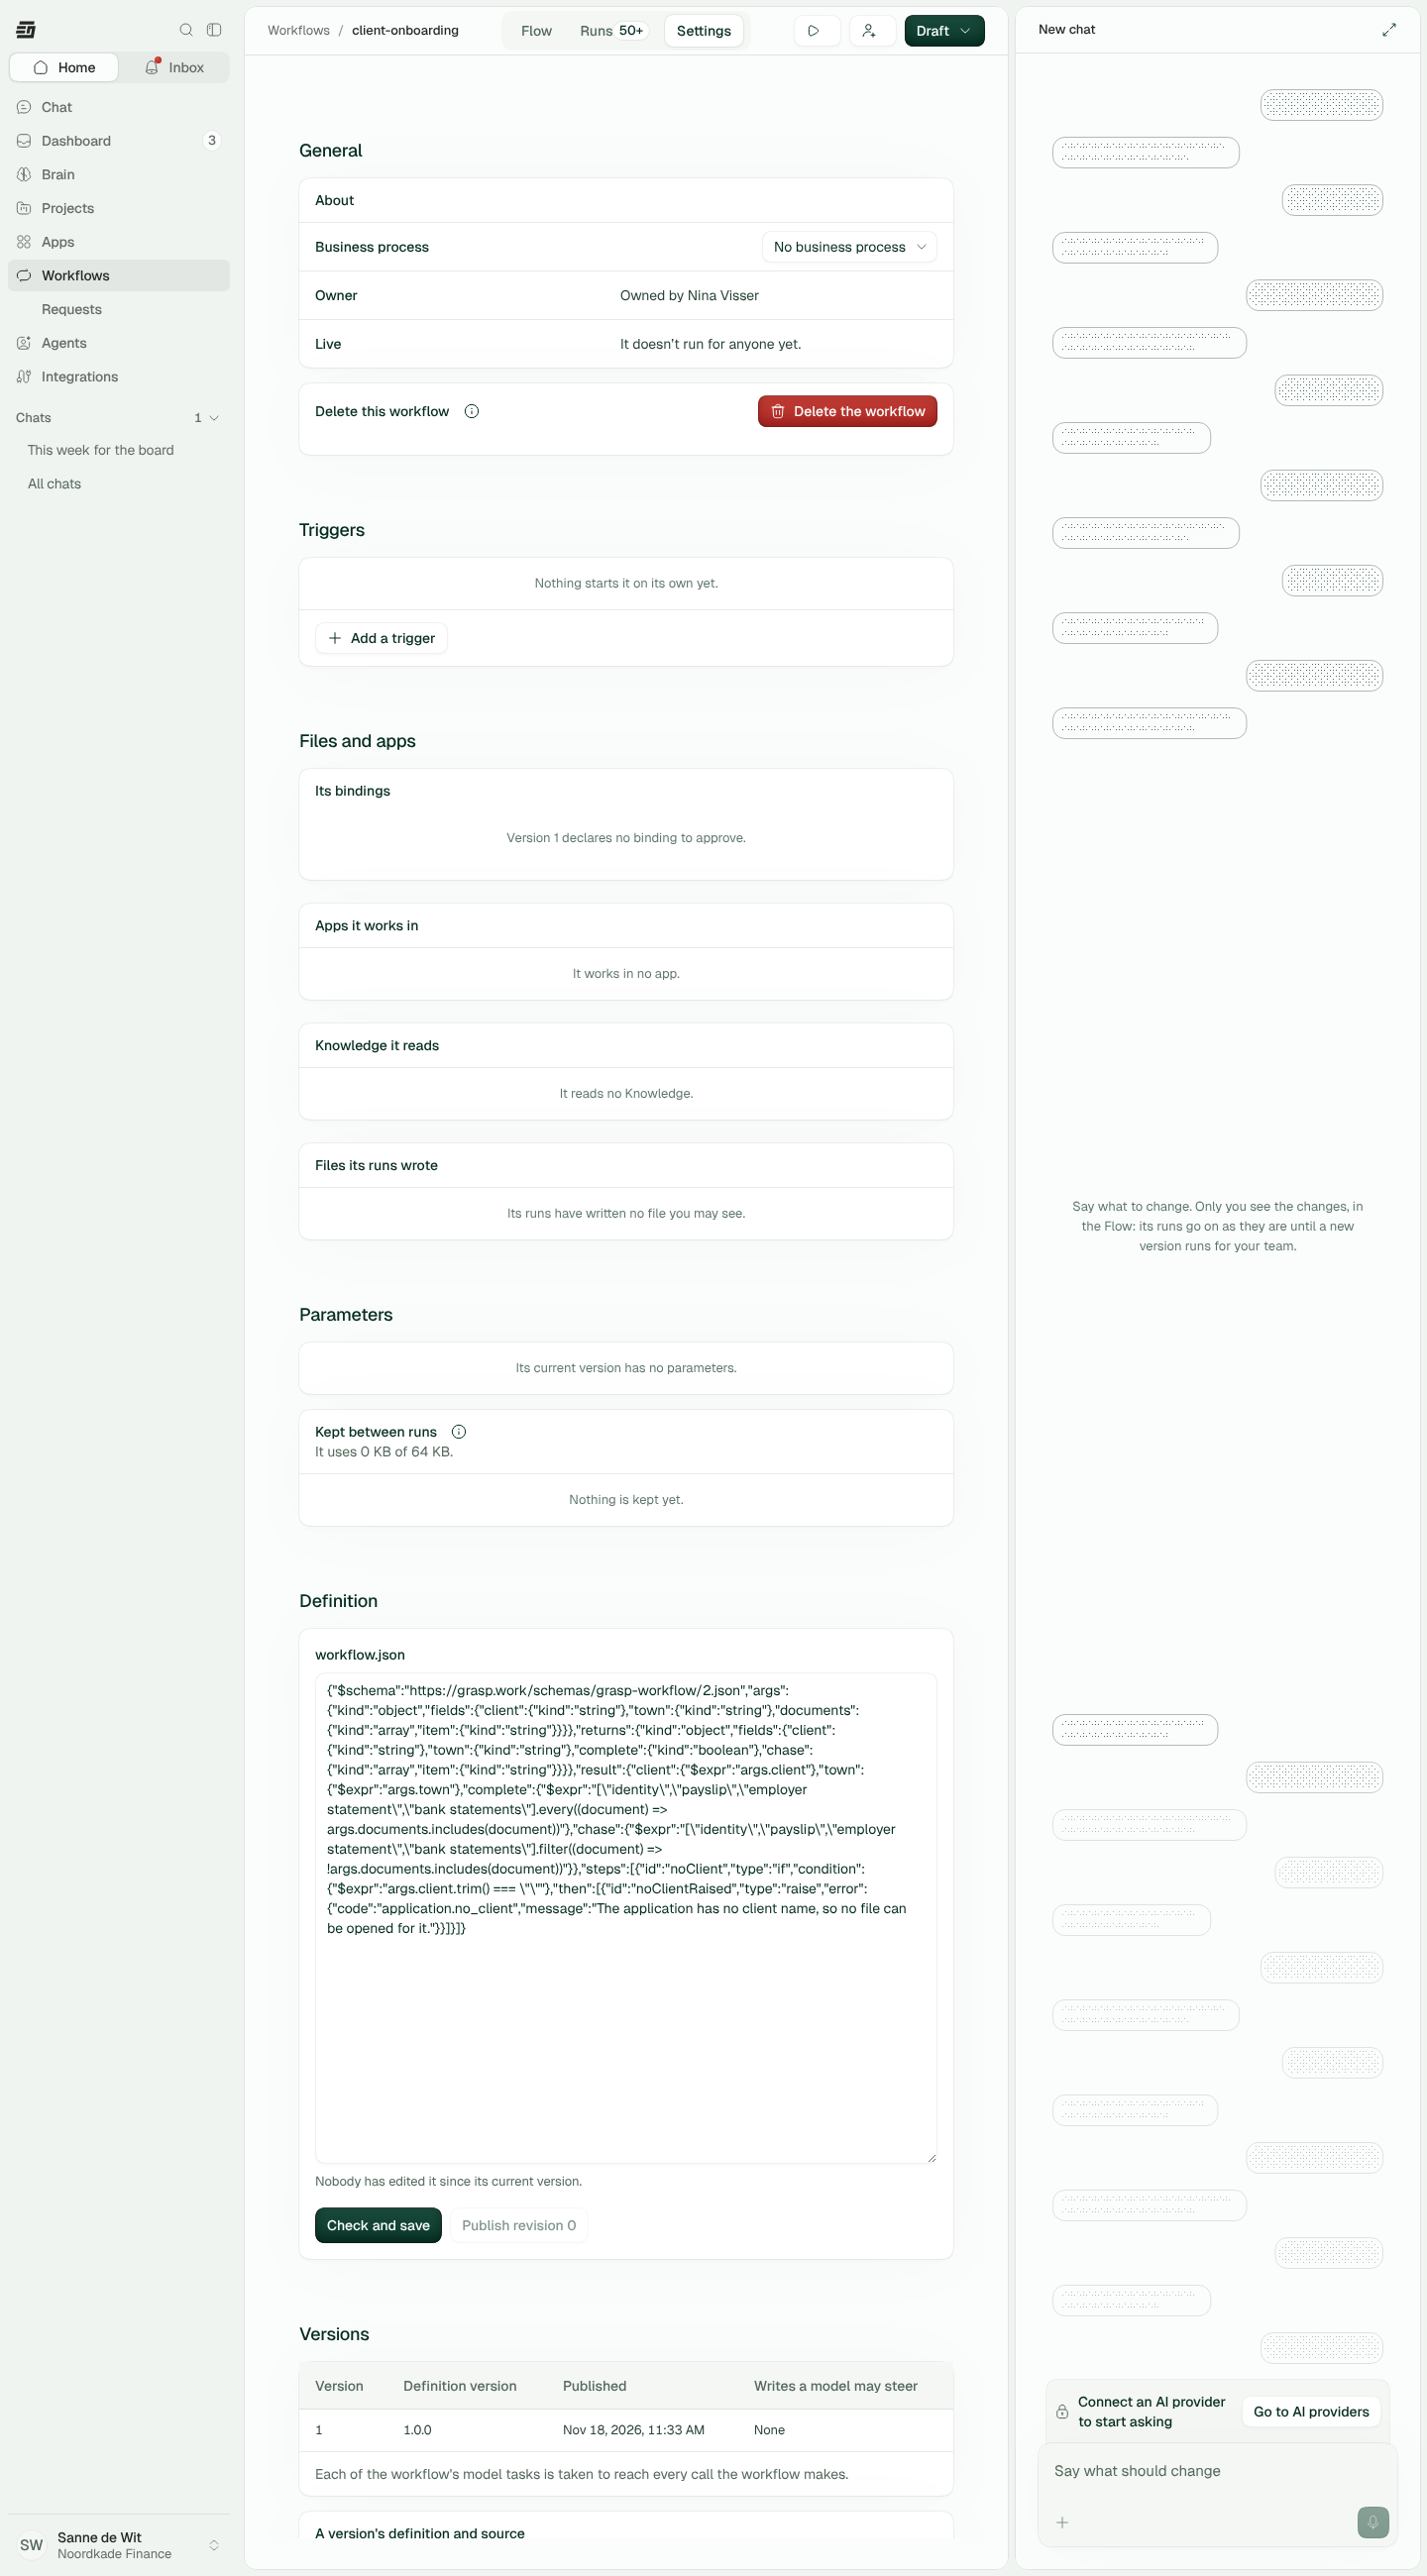 Home
Inbox
Chat
Dashboard
3
Brain
Projects
Apps
Workflows
Requests
Agents
Integrations
Chats
1
This week for the board
All chats
SW
Sanne de Wit
Noordkade Finance
Workflows / client-onboarding
Flow
Runs 50+
Settings
Draft
General
About
Business process
No business process
Owner
Owned by Nina Visser
Live
It doesn't run for anyone yet.
Delete this workflow
Delete the workflow
Triggers
Nothing starts it on its own yet.
Add a trigger
Files and apps
Its bindings
Version 1 declares no binding to approve.
Apps it works in
It works in no app.
Knowledge it reads
It reads no Knowledge.
Files its runs wrote
Its runs have written no file you may see.
Parameters
Its current version has no parameters.
Kept between runs
It uses 0 KB of 64 KB.
Nothing is kept yet.
Definition
workflow.json
{"$schema":"https://grasp.work/schemas/grasp-workflow/2.json","args":
{"kind":"object","fields":{"client":{"kind":"string"},"town":{"kind":"string"},"documents":
{"kind":"array","item":{"kind":"string"}}}},"returns":{"kind":"object","fields":{"client":
{"kind":"string"},"town":{"kind":"string"},"complete":{"kind":"boolean"},"chase":
{"kind":"array","item":{"kind":"string"}}}},"result":{"client":{"$expr":"args.client"},"town":
{"$expr":"args.town"},"complete":{"$expr":"[\"identity\",\"payslip\",\"employer
statement\",\"bank statements\"].every((document) =>
args.documents.includes(document))"},"chase":{"$expr":"[\"identity\",\"payslip\",\"employer
statement\",\"bank statements\"].filter((document) =>
!args.documents.includes(document))"}},"steps":[{"id":"noClient","type":"if","condition":
{"$expr":"args.client.trim() === \"\""},"then":[{"id":"noClientRaised","type":"raise","error":
{"code":"application.no_client","message":"The application has no client name, so no file can
be opened for it."}}]}]}
Nobody has edited it since its current version.
Check and save
Publish revision 0
Versions
Version
Definition version
Published
Writes a model may steer
1
1.0.0
Nov 18, 2026, 11:33 AM
None
Each of the workflow's model tasks is taken to reach every call the workflow makes.
A version's definition and source
New chat
Say what to change. Only you see the changes, in
the Flow: its runs go on as they are until a new
version runs for your team.
Connect an AI provider
to start asking
Go to AI providers
Say what should change